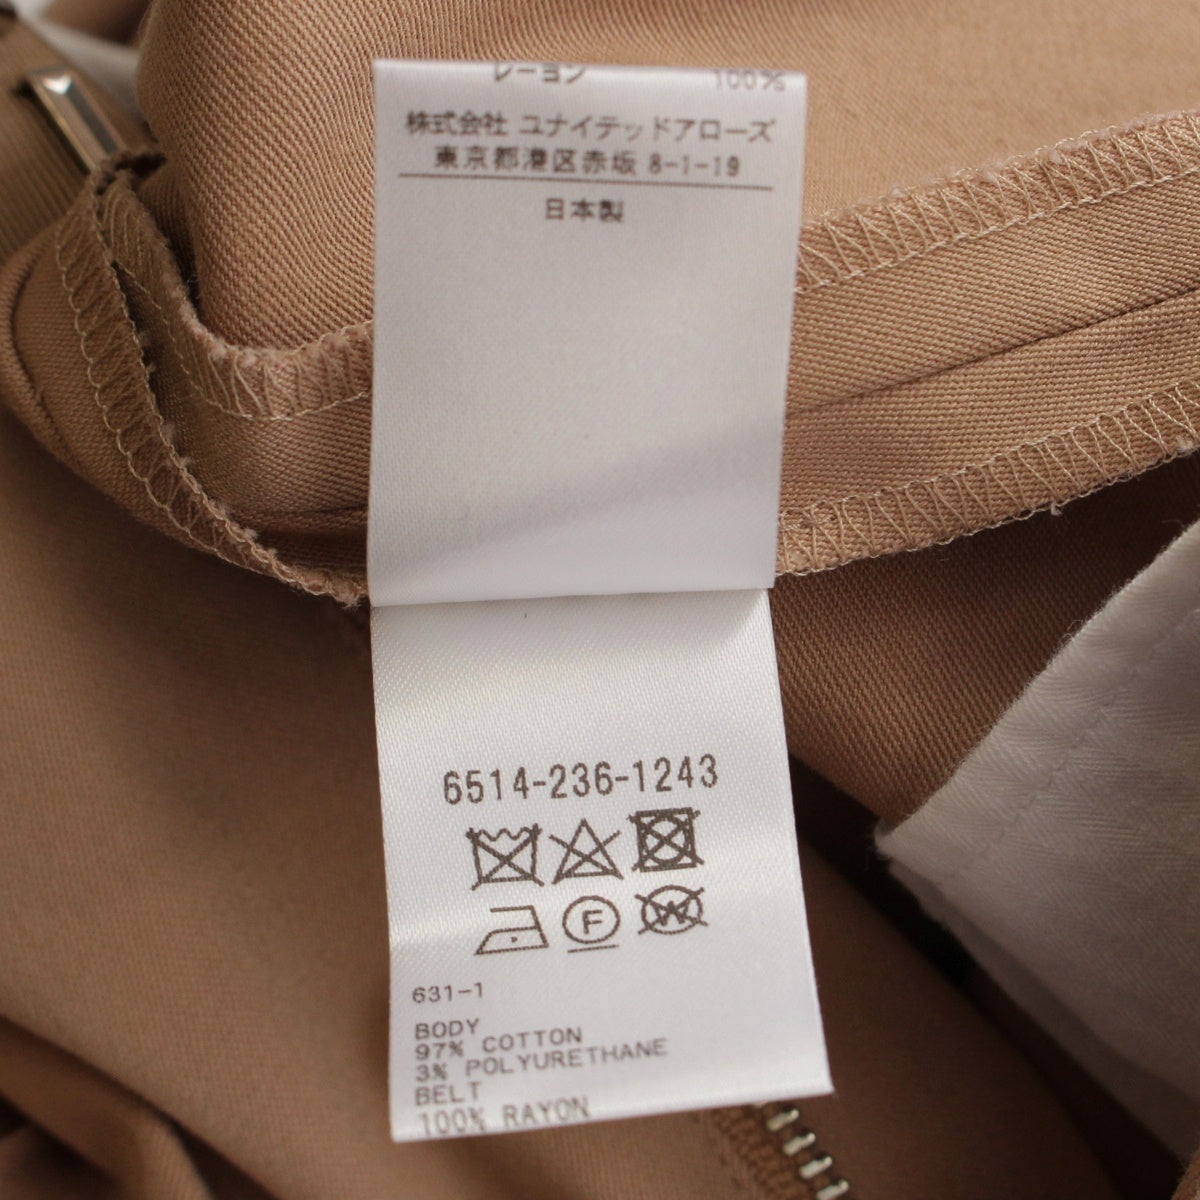 レーヨン 100%
株式会社 ユナイテッドアローズ
東京都港区赤坂 8-1-19
日本製
6514-236-1243
F W
631-1
BODY
97% COTTON
3% POLYURETHANE
BELT
100% RAYON